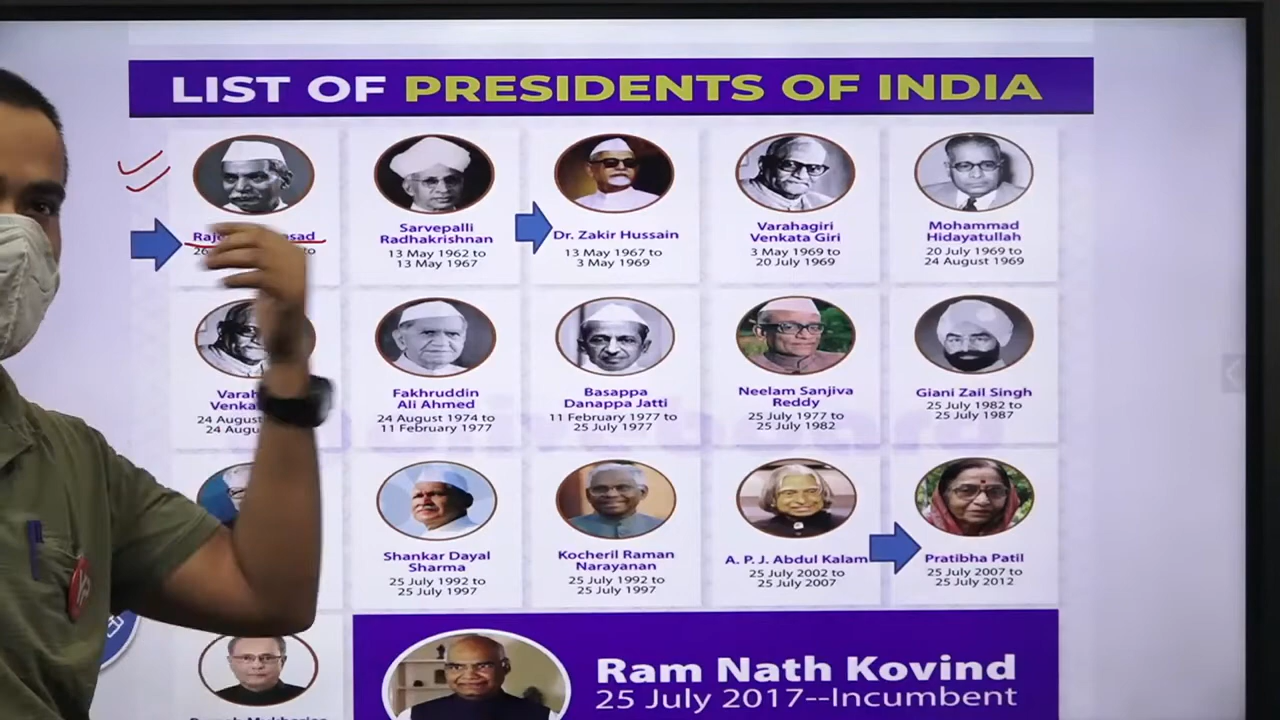 LIST OF PRESIDENTS OF INDIA
Sarvepalli
Radhakrishnan
13 May 1962 to
13 May 1967
Dr. Zakir Hussain
13 May 1967 to
3 May 1969
Varahagiri
Venkata Giri
3 May 1969 to
20 July 1969
Mohammad
Hidayatullah
20 July 1969 to
24 August 1969
24 August
Fakhruddin
Ali Ahmed
24 August 1974 to
11 February 1977
Basappa
Danappa Jatti
11 February 1977 to
25 July 1977
Neelam Sanjiva
Reddy
25 July 1977 to
25 July 1982
Giani Zail Singh
25 July 1982 to
25 July 1987
Shankar Dayal
Sharma
25 July 1992 to
25 July 1997
Kocheril Raman
Narayanan
25 July 1992 to
25 July 1997
A. P. J. Abdul Kalam
25 July 2002 to
25 July 2007
Pratibha Patil
25 July 2007 to
25 July 2012
Ram Nath Kovind
25 July 2017--Incumbent